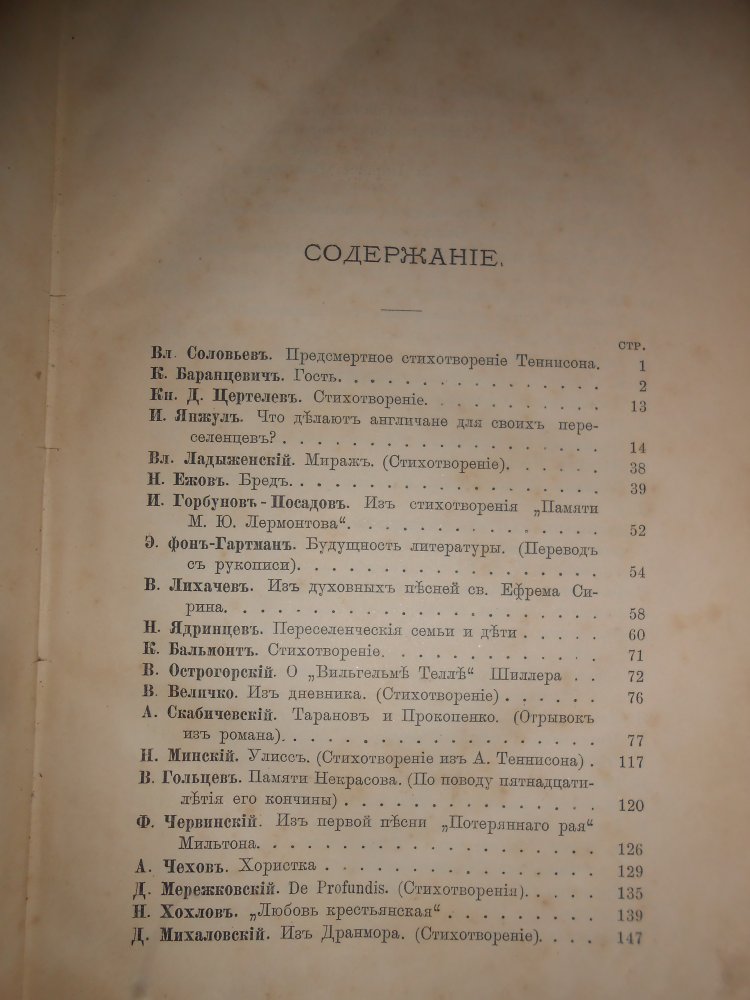 СОДЕРЖАНІЕ.
СТР.
Вл. Соловьевъ. Предсмертное стихотвореніе Теннисона. 1
К. Баранцевичъ. Гость. . . . . . . . . . . . . . . . . 2
Кн. Д. Цертелевъ. Стихотвореніе. . . . . . . . . . . 13
И. Янжулъ. Что дѣлаютъ англичане для своихъ пере-
селенцевъ? . . . . . . . . . . . . . . . . . . . 14
Вл. Ладыженскій. Миражъ. (Стихотвореніе). . . . . . 38
Н. Ежовъ. Бредъ. . . . . . . . . . . . . . . . . . . 39
И. Горбуновъ-Посадовъ. Изъ стихотворенія „Памяти
М. Ю. Лермонтова“. . . . . . . . . . . . . . . 52
Э. фонъ-Гартманъ. Будущность литературы. (Переводъ
съ рукописи). . . . . . . . . . . . . . . . . . 54
В. Лихачевъ. Изъ духовныхъ пѣсней св. Ефрема Си-
рина. . . . . . . . . . . . . . . . . . . . . . 58
Н. Ядринцевъ. Переселенческія семьи и дѣти . . . . . 60
К. Бальмонтъ. Стихотвореніе. . . . . . . . . . . . . 71
В. Острогорскій. О „Вильгельмѣ Теллѣ“ Шиллера . . 72
В. Величко. Изъ дневника. (Стихотвореніе) . . . . . . 76
А. Скабичевскій. Тарановъ и Прокопенко. (Отрывокъ
изъ романа). . . . . . . . . . . . . . . . . . . 77
Н. Минскій. Улиссъ. (Стихотвореніе изъ А. Теннисона) . 117
В. Гольцевъ. Памяти Некрасова. (По поводу пятнадцати-
лѣтія его кончины) . . . . . . . . . . . . . . . 120
Ф. Червинскій. Изъ первой пѣсни „Потеряннаго рая“
Мильтона. . . . . . . . . . . . . . . . . . . . 126
А. Чеховъ. Хористка . . . . . . . . . . . . . . . . . 129
Д. Мережковскій. De Profundis. (Стихотворенія). . . . . 135
Н. Хохловъ. „Любовь крестьянская“ . . . . . . . . . 139
Д. Михаловскій. Изъ Дранмора. (Стихотвореніе). . . . 147